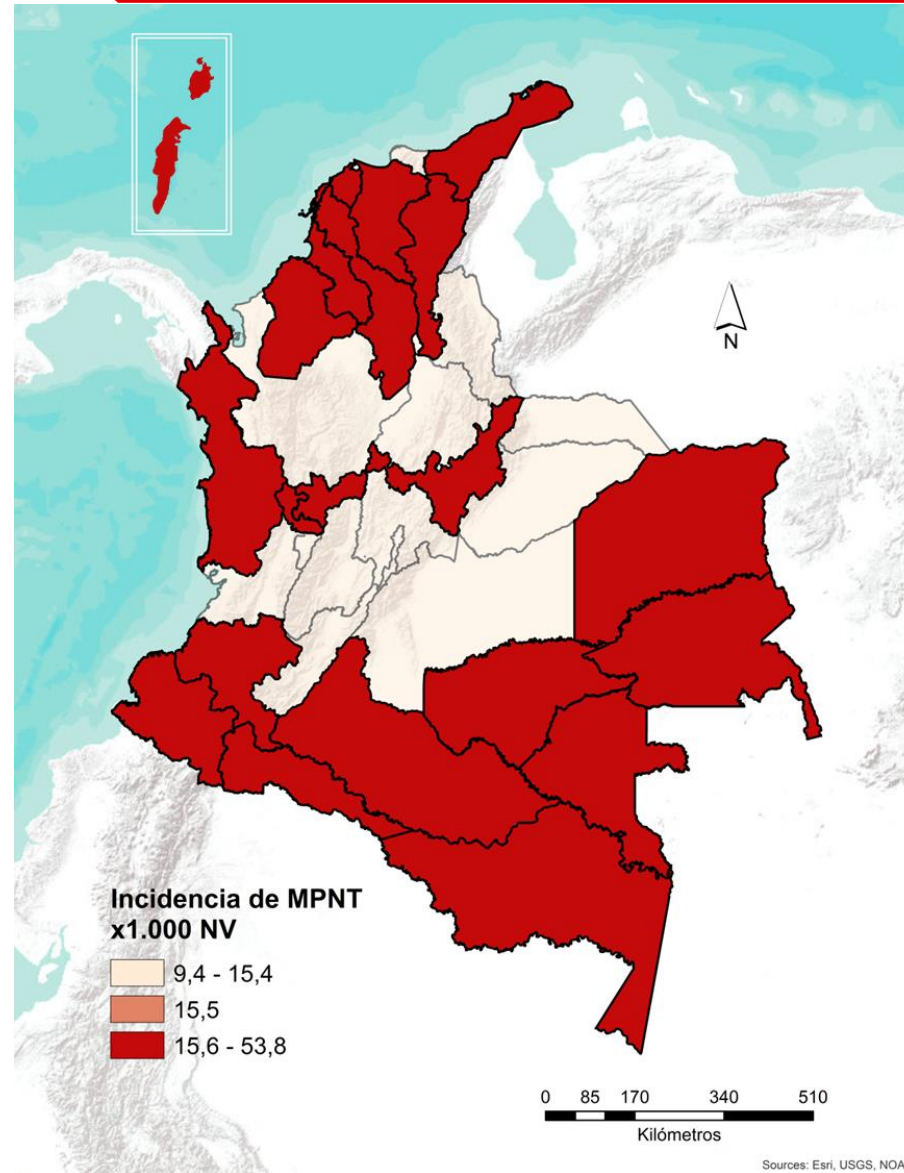 N
Incidencia de MPNT
x1.000 NV
9,4 - 15,4
15,5
15,6 - 53,8
0 85 170 340 510
Kilómetros
Sources: Esri, USGS, NOA